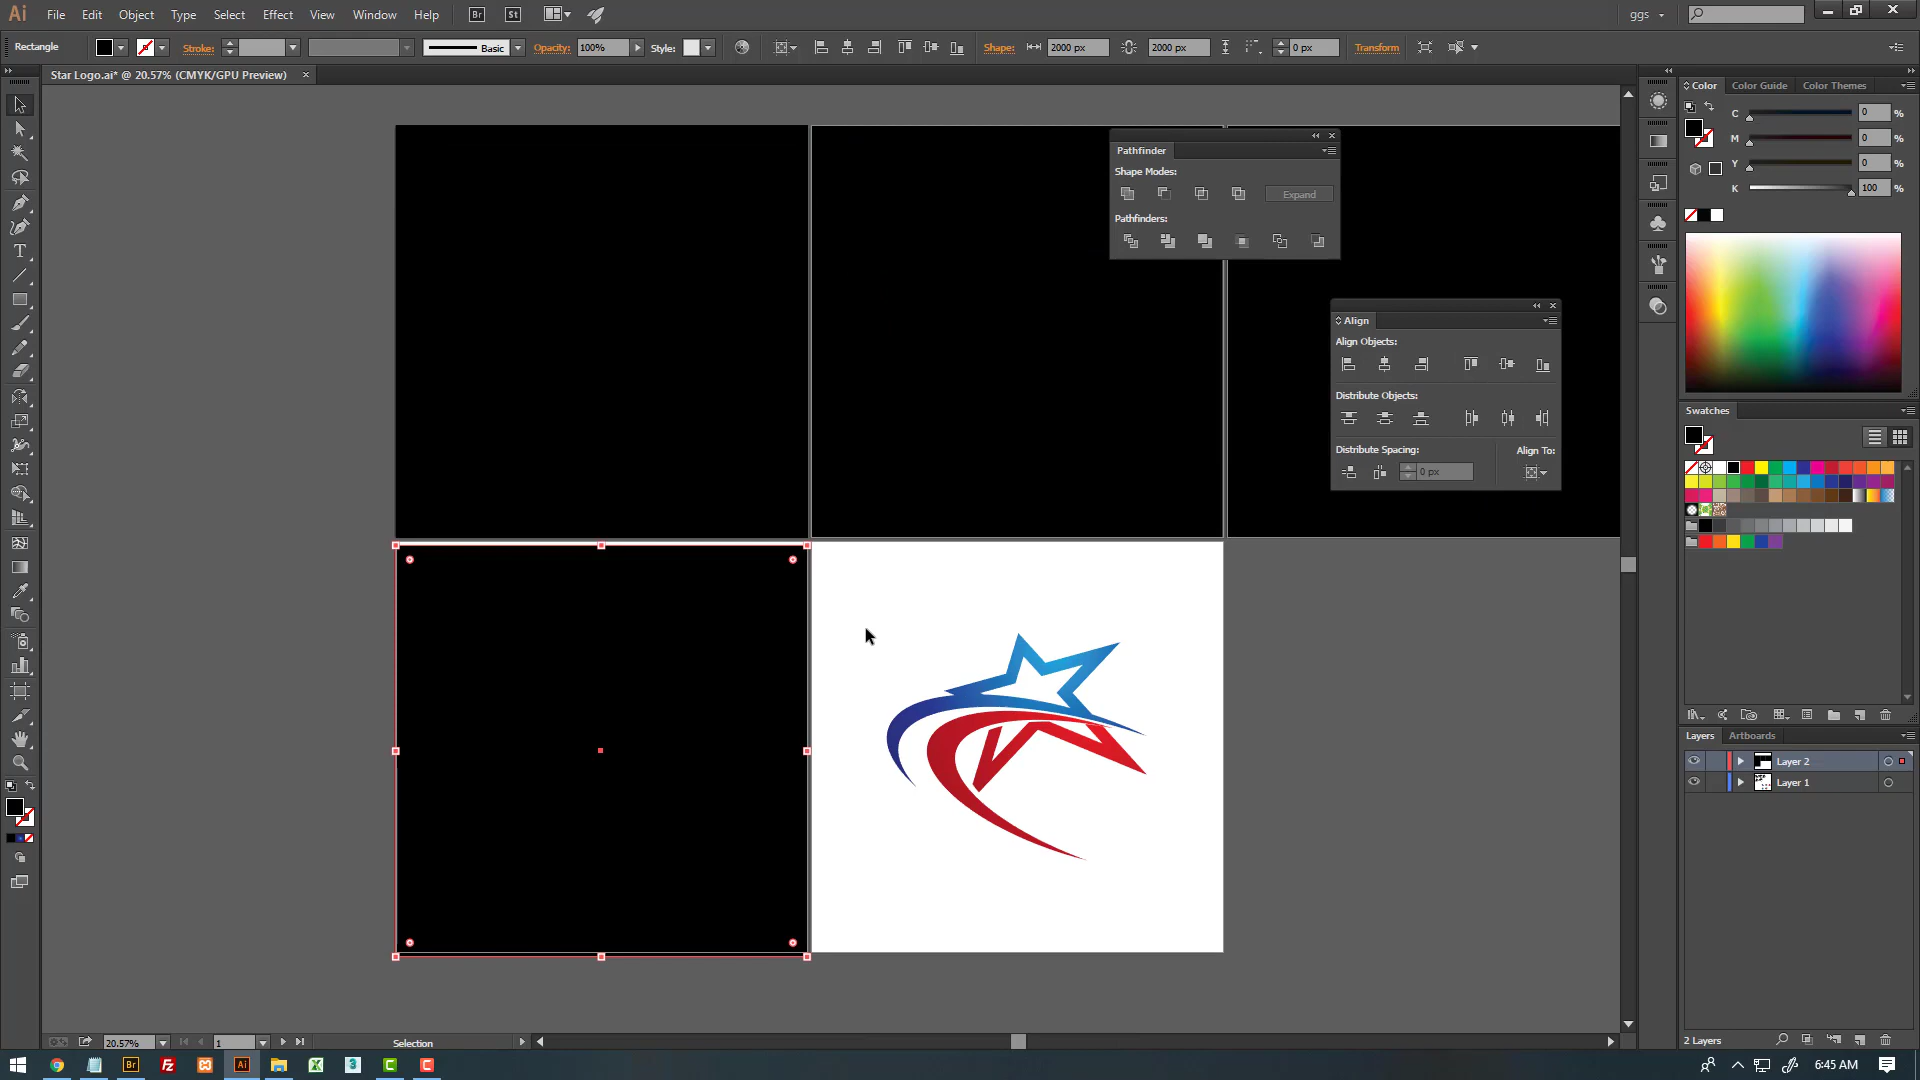 Ai File Edit Object Type Select Effect View Window Help Br St ggs
Rectangle Stroke: Basic Opacity: 100% Style: Shape: 2000 px 2000 px 0 px Transform
Star Logo.ai* @ 20.57% (CMYK/GPU Preview)
Pathfinder
Shape Modes:
Expand
Pathfinders:
Align
Align Objects:
Distribute Objects:
Distribute Spacing: Align To:
0 px
Color Color Guide Color Themes
C 0 %
M 0 %
Y 0 %
K 100 %
Swatches
Layers Artboards
Layer 2
Layer 1
2 Layers
20.57% 1 Selection
Br Fz Ai 6:45 AM